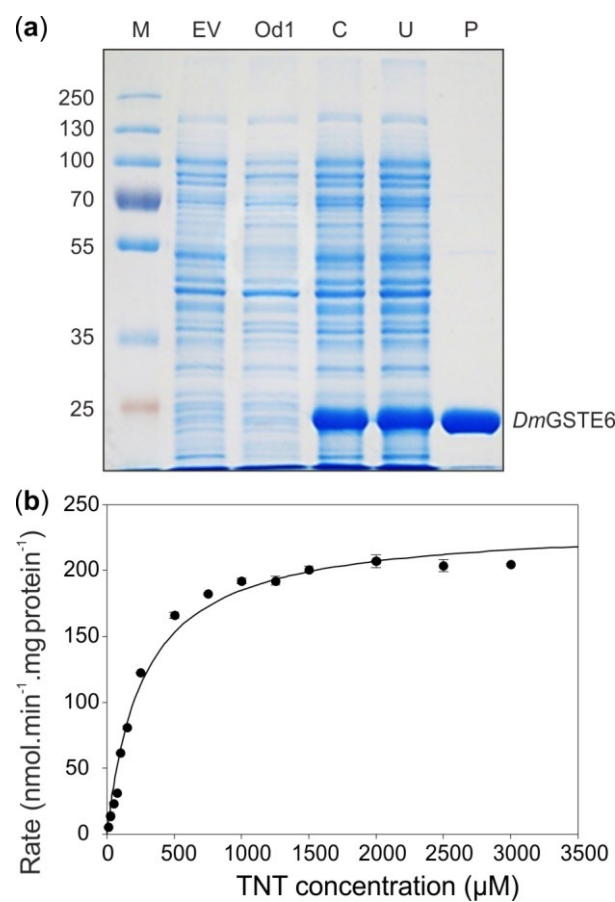 (a)
M EV Od1 C U P
250
130
100
70
55
35
25
DmGSTE6
(b)
Rate (nmol.min⁻¹.mg protein⁻¹)
250
200
150
100
50
0
0 500 1000 1500 2000 2500 3000 3500
TNT concentration (µM)